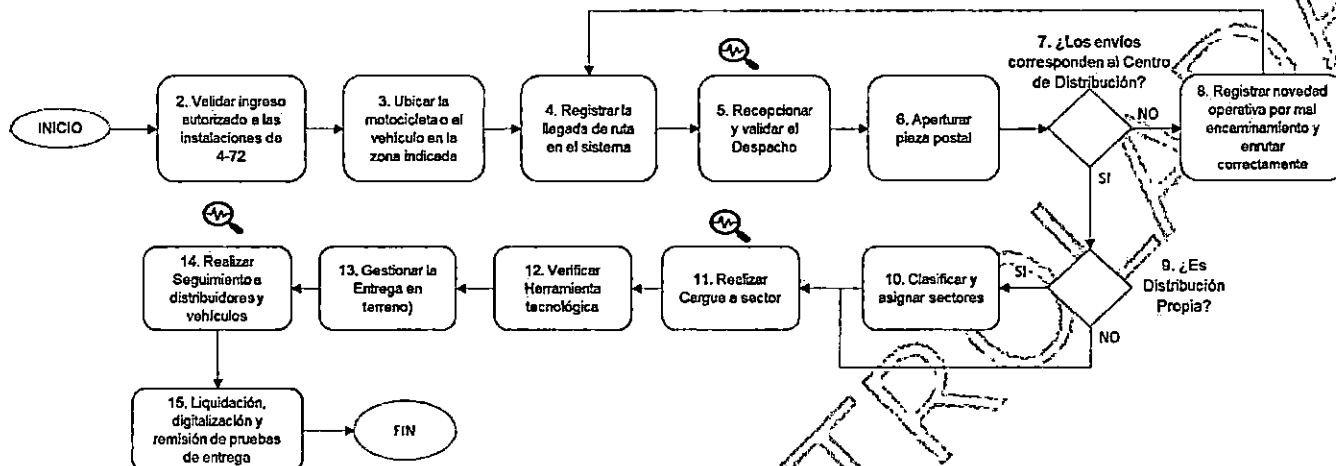 INICIO
2. Validar ingreso
autorizado a las
instalaciones de
4-72
3. Ubicar la
motocicleta o el
vehículo en la
zona indicada
4. Registrar la
llegada de ruta
en el sistema
5. Recepcionar
y validar el
Despacho
6. Aperturar
pieza postal
7. ¿Los envíos
corresponden al Centro
de Distribución?
NO
SI
8. Registrar novedad
operativa por mal
encaminamiento y
enrutar
correctamente
9. ¿Es
Distribución
Propia?
SI
NO
10. Clasificar y
asignar sectores
11. Realizar
Cargue a sector
12. Verificar
Herramienta
tecnológica
13. Gestionar la
Entrega en
terreno)
14. Realizar
Seguimiento a
distribuidores y
vehículos
15. Liquidación,
digitalización y
remisión de pruebas
de entrega
FIN